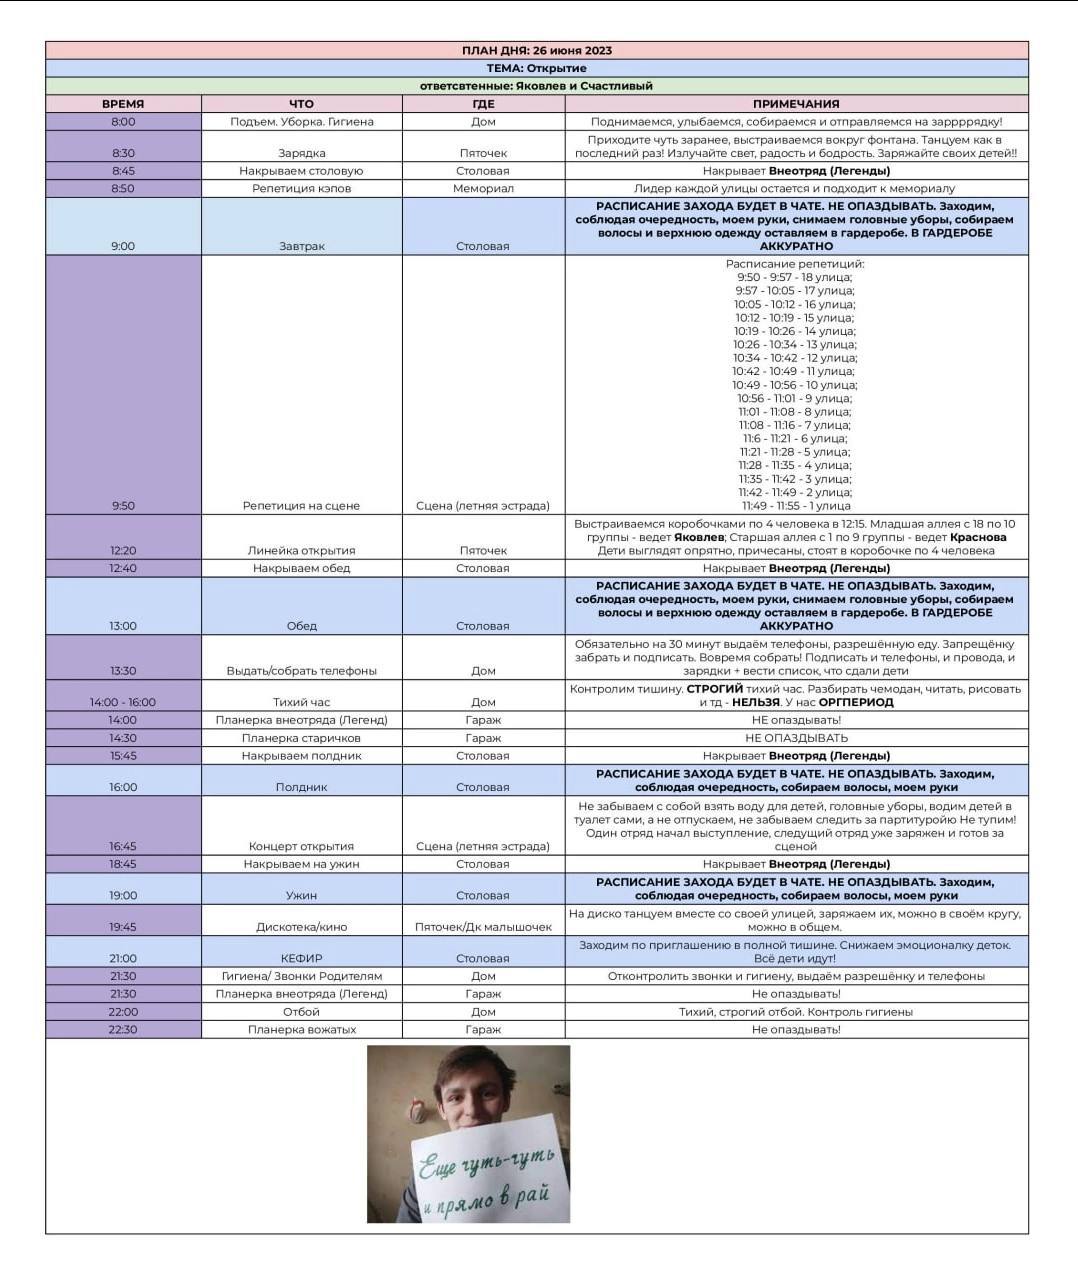 ПЛАН ДНЯ: 26 июня 2023
ТЕМА: Открытие
ответсвтенные: Яковлев и Счастливый
ВРЕМЯ ЧТО ГДЕ ПРИМЕЧАНИЯ
8:00 Подъем. Уборка. Гигиена Дом Поднимаемся, улыбаемся, собираемся и отправляемся на заррррядку!
Приходите чуть заранее, выстраиваемся вокруг фонтана. Танцуем как в
8:30 Зарядка Пяточек последний раз! Излучайте свет, радость и бодрость. Заряжайте своих детей!!
8:45 Накрываем столовую Столовая Накрывает Внеотряд (Легенды)
8:50 Репетиция кэпов Мемориал Лидер каждой улицы остается и подходит к мемориалу
РАСПИСАНИЕ ЗАХОДА БУДЕТ В ЧАТЕ. НЕ ОПАЗДЫВАТЬ. Заходим,
соблюдая очередность, моем руки, снимаем головные уборы, собираем
волосы и верхнюю одежду оставляем в гардеробе. В ГАРДЕРОБЕ
9:00 Завтрак Столовая АККУРАТНО
Расписание репетиций:
9:50 - 9:57 - 18 улица;
9:57 - 10:05 - 17 улица;
10:05 - 10:12 - 16 улица;
10:12 - 10:19 - 15 улица;
10:19 - 10:26 - 14 улица;
10:26 - 10:34 - 13 улица;
10:34 - 10:42 - 12 улица;
10:42 - 10:49 - 11 улица;
10:49 - 10:56 - 10 улица;
10:56 - 11:01 - 9 улица;
11:01 - 11:08 - 8 улица;
11:08 - 11:16 - 7 улица;
11:6 - 11:21 - 6 улица;
11:21 - 11:28 - 5 улица;
11:28 - 11:35 - 4 улица;
11:35 - 11:42 - 3 улица;
11:42 - 11:49 - 2 улица;
9:50 Репетиция на сцене Сцена (летняя эстрада) 11:49 - 11:55 - 1 улица
Выстраиваемся коробочками по 4 человека в 12:15. Младшая аллея с 18 по 10
группы - ведет Яковлев; Старшая аллея с 1 по 9 группы - ведет Краснова
12:20 Линейка открытия Пяточек Дети выглядят опрятно, причесаны, стоят в коробочке по 4 человека
12:40 Накрываем обед Столовая Накрывает Внеотряд (Легенды)
РАСПИСАНИЕ ЗАХОДА БУДЕТ В ЧАТЕ. НЕ ОПАЗДЫВАТЬ. Заходим,
соблюдая очередность, моем руки, снимаем головные уборы, собираем
волосы и верхнюю одежду оставляем в гардеробе. В ГАРДЕРОБЕ
13:00 Обед Столовая АККУРАТНО
Обязательно на 30 минут выдаём телефоны, разрешённую еду. Запрещёнку
забрать и подписать. Вовремя собрать! Подписать и телефоны, и провода, и
13:30 Выдать/собрать телефоны Дом зарядки + вести список, что сдали дети
Контролим тишину. СТРОГИЙ тихий час. Разбирать чемодан, читать, рисовать
14:00 - 16:00 Тихий час Дом и тд - НЕЛЬЗЯ. У нас ОРГПЕРИОД
14:00 Планерка внеотряда (Легенд) Гараж НЕ опаздывать!
14:30 Планерка старичков Гараж НЕ ОПАЗДЫВАТЬ
15:45 Накрываем полдник Столовая Накрывает Внеотряд (Легенды)
РАСПИСАНИЕ ЗАХОДА БУДЕТ В ЧАТЕ. НЕ ОПАЗДЫВАТЬ. Заходим,
16:00 Полдник Столовая соблюдая очередность, собираем волосы, моем руки
Не забываем с собой взять воду для детей, головные уборы, водим детей в
туалет сами, а не отпускаем, не забываем следить за партитуройю Не тупим!
Один отряд начал выступление, следущий отряд уже заряжен и готов за
16:45 Концерт открытия Сцена (летняя эстрада) сценой
18:45 Накрываем на ужин Столовая Накрывает Внеотряд (Легенды)
РАСПИСАНИЕ ЗАХОДА БУДЕТ В ЧАТЕ. НЕ ОПАЗДЫВАТЬ. Заходим,
19:00 Ужин Столовая соблюдая очередность, собираем волосы, моем руки
На диско танцуем вместе со своей улицей, заряжаем их, можно в своём кругу,
19:45 Дискотека/кино Пяточек/Дк малышочек можно в общем.
Заходим по приглашению в полной тишине. Снижаем эмоционалку деток.
21:00 КЕФИР Столовая Всё дети идут!
21:30 Гигиена/ Звонки Родителям Дом Отконтролить звонки и гигиену, выдаём разрешёнку и телефоны
21:30 Планерка внеотряда (Легенд) Гараж Не опаздывать!
22:00 Отбой Дом Тихий, строгий отбой. Контроль гигиены
22:30 Планерка вожатых Гараж Не опаздывать!
Еще чуть-чуть
и прямо в рай